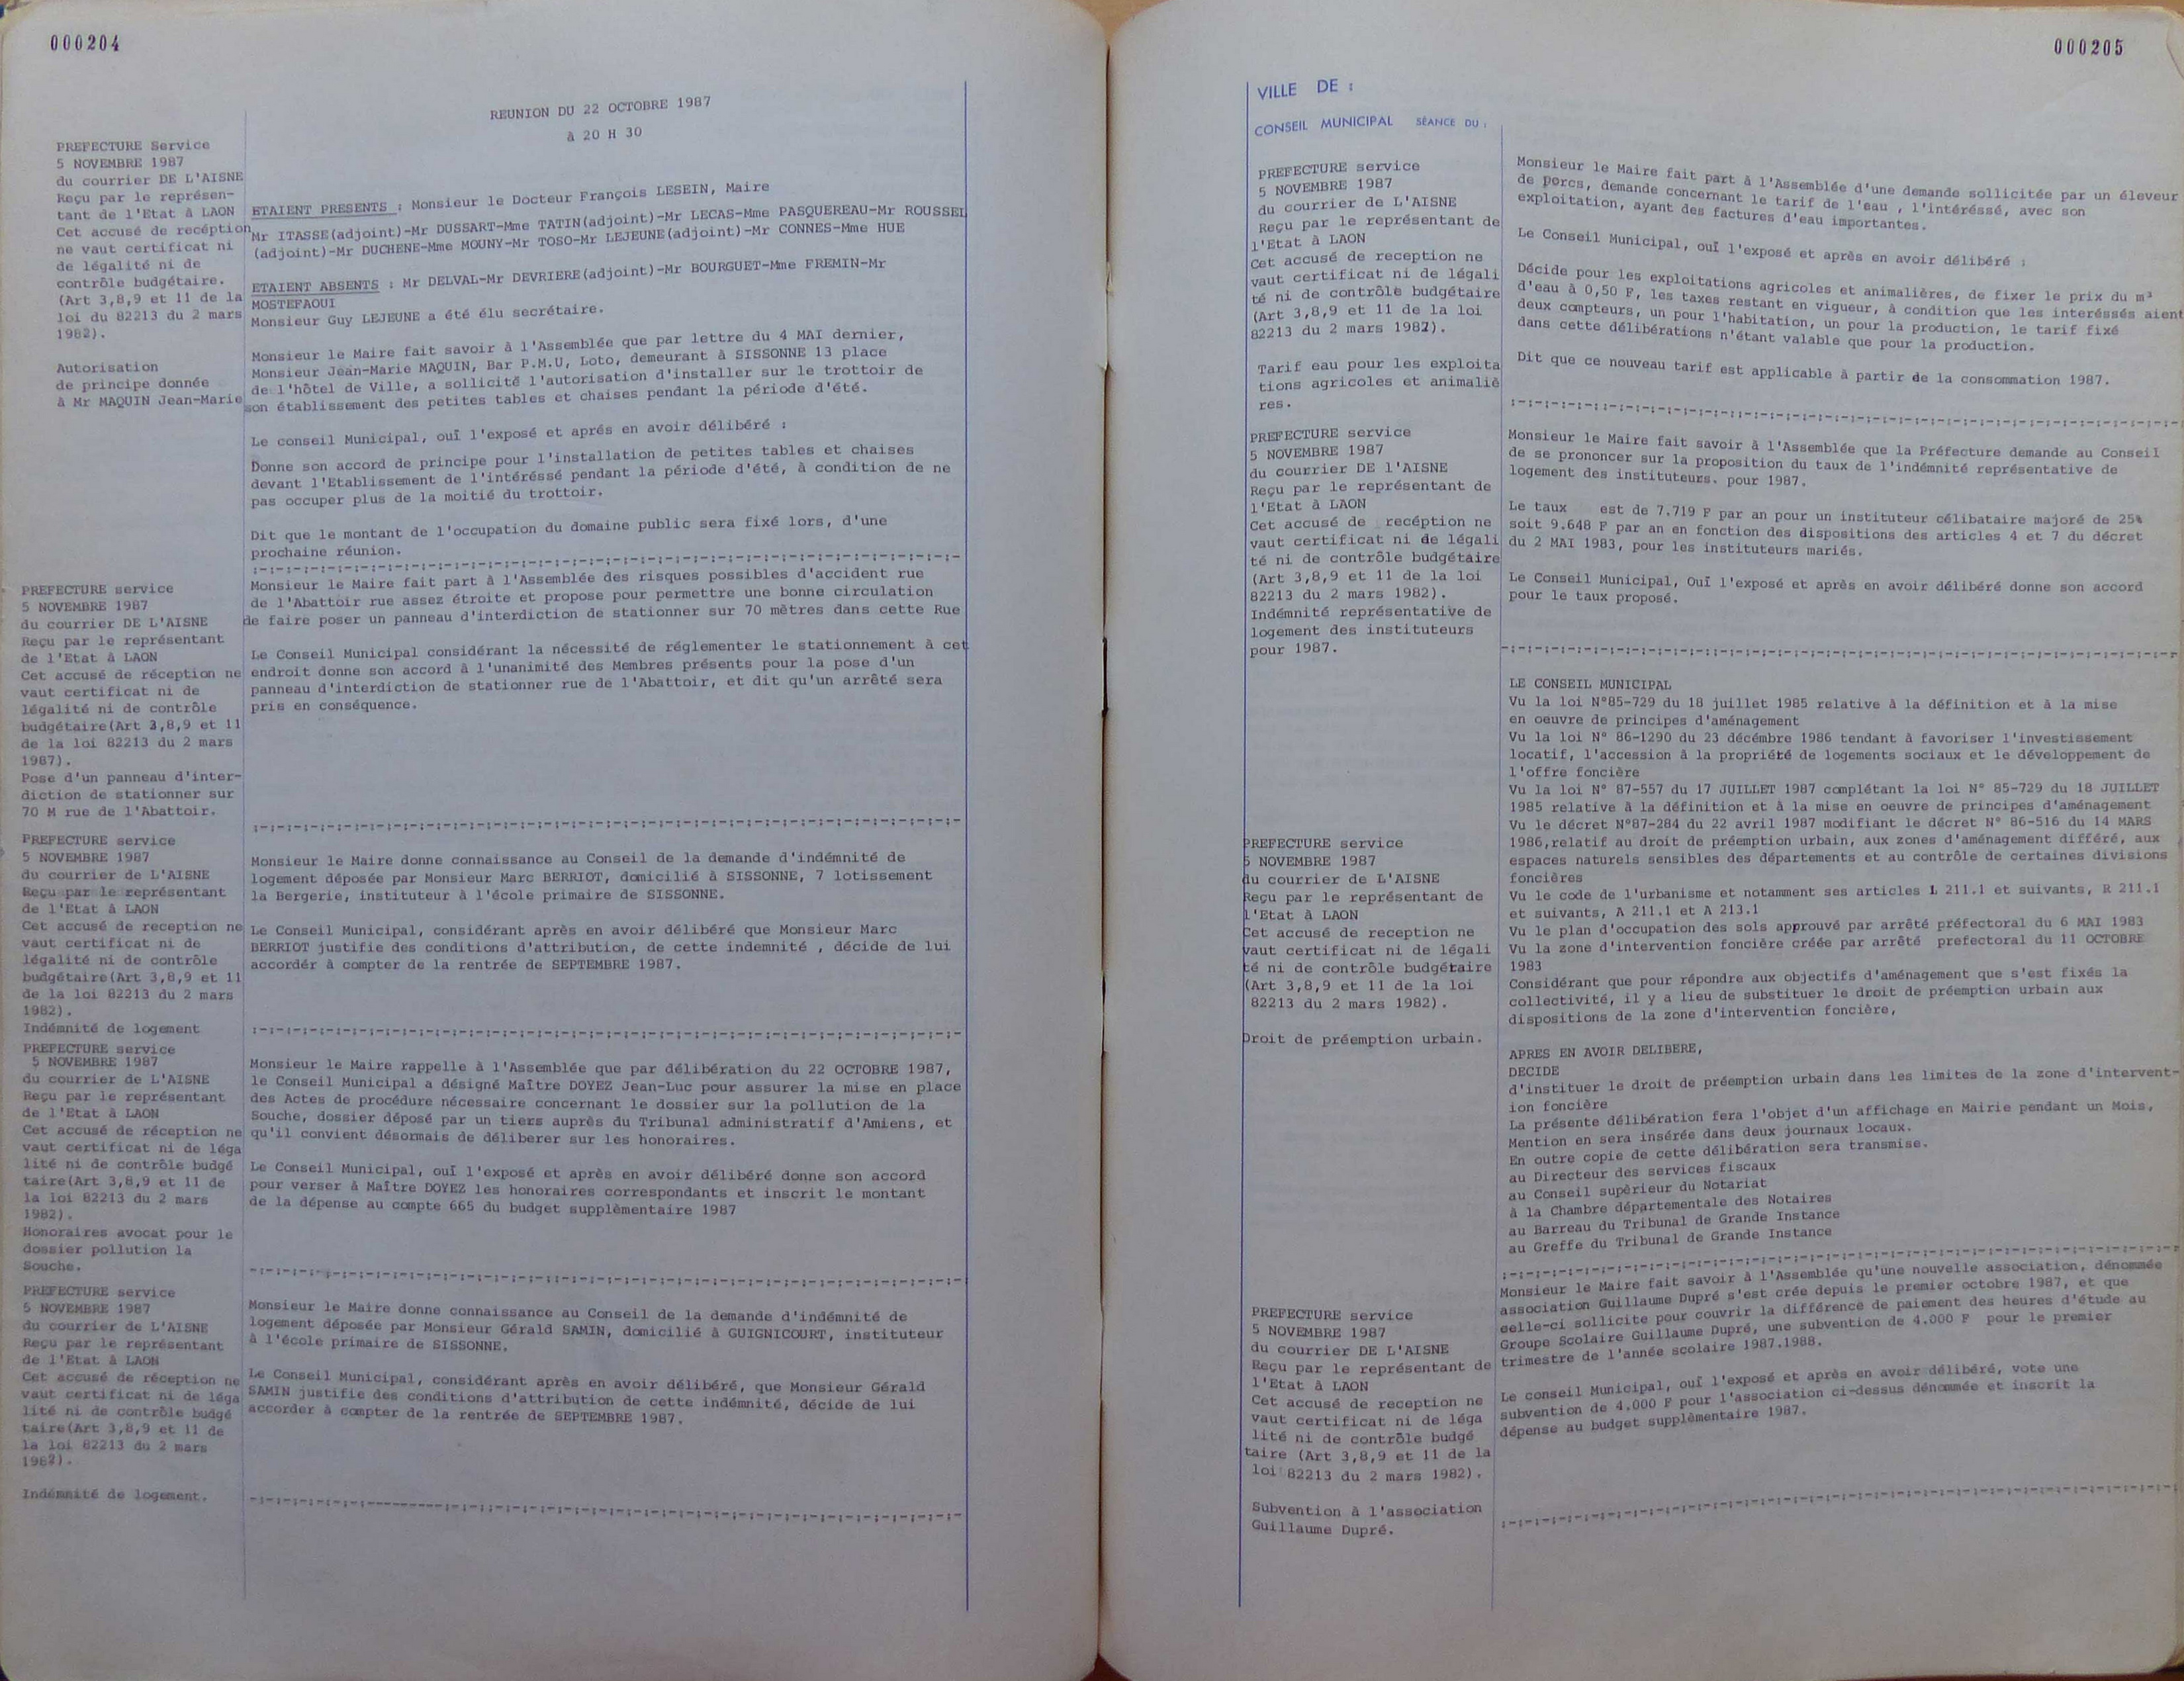 000204
REUNION DU 22 OCTOBRE 1987
à 20 H 30
PREFECTURE Service
5 NOVEMBRE 1987
du courrier DE L'AISNE
Reçu par le représen-
tant de l'Etat à LAON
Cet accusé de recéption
ne vaut certificat ni
de légalité ni de
contrôle budgétaire.
(Art 3,8,9 et 11 de la
loi du 82213 du 2 mars
1982).
Autorisation
de principe donnée
à Mr MAQUIN Jean-Marie
ETAIENT PRESENTS : Monsieur le Docteur François LESEIN, Maire
Mr ITASSE(adjoint)-Mr DUSSART-Mme TATIN(adjoint)-Mr LECAS-Mme PASQUEREAU-Mr ROUSSEL
(adjoint)-Mr DUCHENE-Mme MOUNY-Mr TOSO-Mr LEJEUNE(adjoint)-Mr CONNES-Mme HUE
ETAIENT ABSENTS : Mr DELVAL-Mr DEVRIERE(adjoint)-Mr BOURGUET-Mme FREMIN-Mr
MOSTEFAOUI
Monsieur Guy LEJEUNE a été élu secrétaire.
Monsieur le Maire fait savoir à l'Assemblée que par lettre du 4 MAI dernier,
Monsieur Jean-Marie MAQUIN, Bar P.M.U, Loto, demeurant à SISSONNE 13 place
de l'hôtel de Ville, a sollicité l'autorisation d'installer sur le trottoir de
son établissement des petites tables et chaises pendant la période d'été.
Le conseil Municipal, ouî l'exposé et aprés en avoir délibéré :
Donne son accord de principe pour l'installation de petites tables et chaises
devant l'Etablissement de l'intéréssé pendant la période d'été, à condition de ne
pas occuper plus de la moitié du trottoir.
Dit que le montant de l'occupation du domaine public sera fixé lors, d'une
prochaine réunion.
PREFECTURE service
5 NOVEMBRE 1987
du courrier DE L'AISNE
Reçu par le représentant
de l'Etat à LAON
Cet accusé de réception ne
vaut certificat ni de
légalité ni de contrôle
budgétaire(Art 3,8,9 et 11
de la loi 82213 du 2 mars
1987).
Pose d'un panneau d'inter-
diction de stationner sur
70 M rue de l'Abattoir.
Monsieur le Maire fait part à l'Assemblée des risques possibles d'accident rue
de l'Abattoir rue assez étroite et propose pour permettre une bonne circulation
de faire poser un panneau d'interdiction de stationner sur 70 mêtres dans cette Rue
Le Conseil Municipal considérant la nécessité de réglementer le stationnement à cet
endroit donne son accord à l'unanimité des Membres présents pour la pose d'un
panneau d'interdiction de stationner rue de l'Abattoir, et dit qu'un arrêté sera
pris en conséquence.
PREFECTURE service
5 NOVEMBRE 1987
du courrier de L'AISNE
Reçu par le représentant
de l'Etat à LAON
Cet accusé de reception ne
vaut certificat ni de
légalité ni de contrôle
budgétaire(Art 3,8,9 et 11
de la loi 82213 du 2 mars
1982).
Indémnité de logement
Monsieur le Maire donne connaissance au Conseil de la demande d'indémnité de
logement déposée par Monsieur Marc BERRIOT, domicilié à SISSONNE, 7 lotissement
la Bergerie, instituteur à l'école primaire de SISSONNE.
Le Conseil Municipal, considérant après en avoir délibéré que Monsieur Marc
BERRIOT justifie des conditions d'attribution, de cette indemnité , décide de lui
accordér à compter de la rentrée de SEPTEMBRE 1987.
PREFECTURE service
5 NOVEMBRE 1987
du courrier de L'AISNE
Reçu par le représentant
de l'Etat à LAON
Cet accusé de réception ne
vaut certificat ni de léga
lité ni de contrôle budgé
taire(Art 3,8,9 et 11 de
la loi 82213 du 2 mars
1982).
Honoraires avocat pour le
dossier pollution la
Souche.
Monsieur le Maire rappelle à l'Assemblée que par délibération du 22 OCTOBRE 1987,
le Conseil Municipal a désigné Maître DOYEZ Jean-Luc pour assurer la mise en place
des Actes de procédure nécessaire concernant le dossier sur la pollution de la
Souche, dossier déposé par un tiers auprès du Tribunal administratif d'Amiens, et
qu'il convient désormais de déliberer sur les honoraires.
Le Conseil Municipal, ouî l'exposé et après en avoir délibéré donne son accord
pour verser à Maître DOYEZ les honoraires correspondants et inscrit le montant
de la dépense au compte 665 du budget supplèmentaire 1987
PREFECTURE service
5 NOVEMBRE 1987
du courrier de L'AISNE
Reçu par le représentant
de l'Etat à LAON
Cet accusé de réception ne
vaut certificat ni de léga
lité ni de contrôle budgé
taire(Art 3,8,9 et 11 de
la loi 82213 du 2 mars
1982).
Indémnité de logement.
Monsieur le Maire donne connaissance au Conseil de la demande d'indémnité de
logement déposée par Monsieur Gérald SAMIN, domicilié à GUIGNICOURT, instituteur
à l'école primaire de SISSONNE.
Le Conseil Municipal, considérant après en avoir délibéré, que Monsieur Gérald
SAMIN justifie des conditions d'attribution de cette indémnité, décide de lui
accorder à compter de la rentrée de SEPTEMBRE 1987.
000205
VILLE DE :
CONSEIL MUNICIPAL SÉANCE DU :
PREFECTURE service
5 NOVEMBRE 1987
du courrier de L'AISNE
Reçu par le représentant de
l'Etat à LAON
Cet accusé de reception ne
vaut certificat ni de légali
té ni de contrôle budgétaire
(Art 3,8,9 et 11 de la loi
82213 du 2 mars 1982).
Tarif eau pour les exploita
tions agricoles et animaliè
res.
Monsieur le Maire fait part à l'Assemblée d'une demande sollicitée par un éleveur
de porcs, demande concernant le tarif de l'eau , l'intéréssé, avec son
exploitation, ayant des factures d'eau importantes.
Le Conseil Municipal, ouî l'exposé et après en avoir délibéré :
Décide pour les exploitations agricoles et animalières, de fixer le prix du m³
d'eau à 0,50 F, les taxes restant en vigueur, à condition que les interéssés aient
deux compteurs, un pour l'habitation, un pour la production, le tarif fixé
dans cette délibérations n'étant valable que pour la production.
Dit que ce nouveau tarif est applicable à partir de la consommation 1987.
PREFECTURE service
5 NOVEMBRE 1987
du courrier DE l'AISNE
Reçu par le représentant de
l'Etat à LAON
Cet accusé de recéption ne
vaut certificat ni de légali
té ni de contrôle budgétaire
(Art 3,8,9 et 11 de la loi
82213 du 2 mars 1982).
Indémnité représentative de
logement des instituteurs
pour 1987.
Monsieur le Maire fait savoir à l'Assemblée que la Préfecture demande au Conseil
de se prononcer sur la proposition du taux de l'indémnité représentative de
logement des instituteurs. pour 1987.
Le taux est de 7.719 F par an pour un instituteur célibataire majoré de 25%
soit 9.648 F par an en fonction des dispositions des articles 4 et 7 du décret
du 2 MAI 1983, pour les instituteurs mariés.
Le Conseil Municipal, Ouî l'exposé et après en avoir délibéré donne son accord
pour le taux proposé.
PREFECTURE service
5 NOVEMBRE 1987
du courrier de L'AISNE
Reçu par le représentant de
l'Etat à LAON
Cet accusé de reception ne
vaut certificat ni de légali
té ni de contrôle budgétaire
(Art 3,8,9 et 11 de la loi
82213 du 2 mars 1982).
Droit de préemption urbain.
LE CONSEIL MUNICIPAL
Vu la loi N°85-729 du 18 juillet 1985 relative à la définition et à la mise
en oeuvre de principes d'aménagement
Vu la loi N° 86-1290 du 23 décémbre 1986 tendant à favoriser l'investissement
locatif, l'accession à la propriété de logements sociaux et le développement de
l'offre foncière
Vu la loi N° 87-557 du 17 JUILLET 1987 complétant la loi N° 85-729 du 18 JUILLET
1985 relative à la définition et à la mise en oeuvre de principes d'aménagement
Vu le décret N°87-284 du 22 avril 1987 modifiant le décret N° 86-516 du 14 MARS
1986,relatif au droit de préemption urbain, aux zones d'aménagement différé, aux
espaces naturels sensibles des départements et au contrôle de certaines divisions
foncières
Vu le code de l'urbanisme et notamment ses articles L 211.1 et suivants, R 211.1
et suivants, A 211.1 et A 213.1
Vu le plan d'occupation des sols approuvé par arrêté préfectoral du 6 MAI 1983
Vu la zone d'intervention foncière créée par arrêté prefectoral du 11 OCTOBRE
1983
Considérant que pour répondre aux objectifs d'aménagement que s'est fixés la
collectivité, il y a lieu de substituer le droit de préemption urbain aux
dispositions de la zone d'intervention foncière,
APRES EN AVOIR DELIBERE,
DECIDE
d'instituer le droit de préemption urbain dans les limites de la zone d'intervent-
ion foncière
La présente délibération fera l'objet d'un affichage en Mairie pendant un Mois,
Mention en sera insérée dans deux journaux locaux.
En outre copie de cette délibération sera transmise.
au Directeur des services fiscaux
au Conseil supèrieur du Notariat
à la Chambre départementale des Notaires
au Barreau du Tribunal de Grande Instance
au Greffe du Tribunal de Grande Instance
PREFECTURE service
5 NOVEMBRE 1987
du courrier DE L'AISNE
Reçu par le représentant de
l'Etat à LAON
Cet accusé de reception ne
vaut certificat ni de léga
lité ni de contrôle budgé
taire (Art 3,8,9 et 11 de la
loi 82213 du 2 mars 1982).
Subvention à l'association
Guillaume Dupré.
Monsieur le Maire fait savoir à l'Assemblée qu'une nouvelle association, dénommée
association Guillaume Dupré s'est crée depuis le premier octobre 1987, et que
celle-ci sollicite pour couvrir la différence de paiement des heures d'étude au
Groupe Scolaire Guillaume Dupré, une subvention de 4.000 F pour le premier
trimestre de l'année scolaire 1987.1988.
Le conseil Municipal, ouî l'exposé et après en avoir délibéré, vote une
subvention de 4.000 F pour l'association ci-dessus dénommée et inscrit la
dépense au budget supplèmentaire 1987.